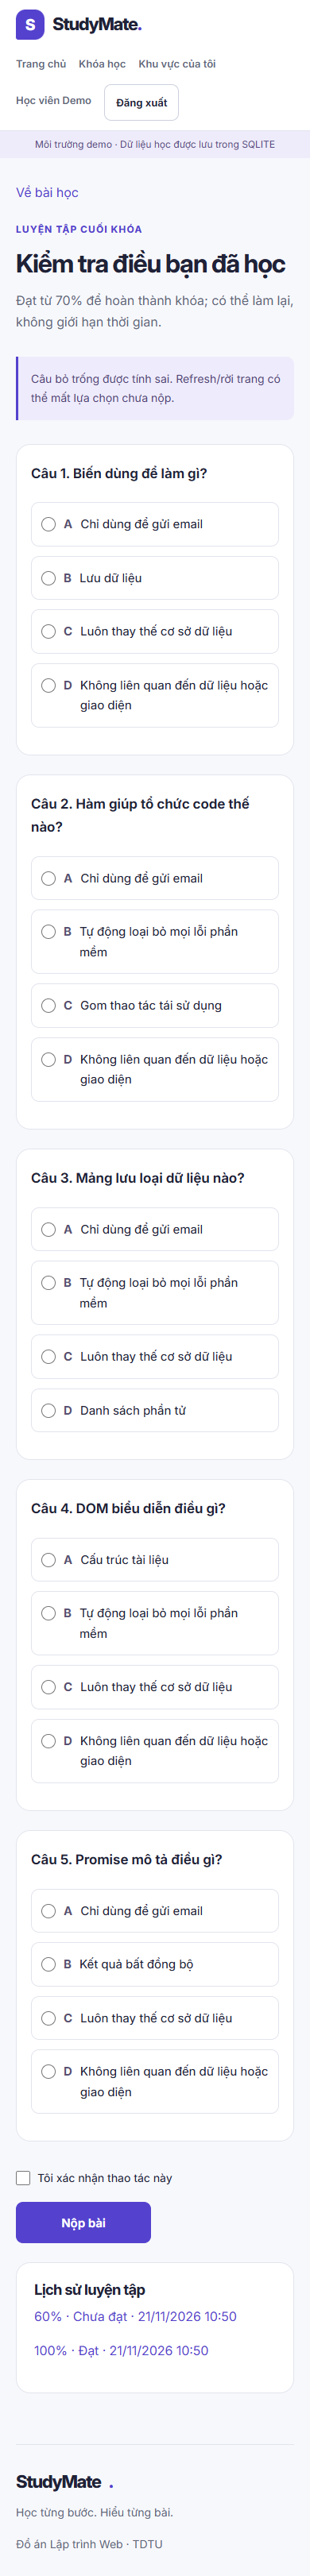 S StudyMate.
Trang chủ Khóa học Khu vực của tôi
Học viên Demo Đăng xuất
Môi trường demo · Dữ liệu học được lưu trong SQLITE
Về bài học
LUYỆN TẬP CUỐI KHÓA
Kiểm tra điều bạn đã học
Đạt từ 70% để hoàn thành khóa; có thể làm lại,
không giới hạn thời gian.
Câu bỏ trống được tính sai. Refresh/rời trang có
thể mất lựa chọn chưa nộp.
Câu 1. Biến dùng để làm gì?
A Chỉ dùng để gửi email
B Lưu dữ liệu
C Luôn thay thế cơ sở dữ liệu
D Không liên quan đến dữ liệu hoặc
giao diện
Câu 2. Hàm giúp tổ chức code thế
nào?
A Chỉ dùng để gửi email
B Tự động loại bỏ mọi lỗi phần
mềm
C Gom thao tác tái sử dụng
D Không liên quan đến dữ liệu hoặc
giao diện
Câu 3. Mảng lưu loại dữ liệu nào?
A Chỉ dùng để gửi email
B Tự động loại bỏ mọi lỗi phần
mềm
C Luôn thay thế cơ sở dữ liệu
D Danh sách phần tử
Câu 4. DOM biểu diễn điều gì?
A Cấu trúc tài liệu
B Tự động loại bỏ mọi lỗi phần
mềm
C Luôn thay thế cơ sở dữ liệu
D Không liên quan đến dữ liệu hoặc
giao diện
Câu 5. Promise mô tả điều gì?
A Chỉ dùng để gửi email
B Kết quả bất đồng bộ
C Luôn thay thế cơ sở dữ liệu
D Không liên quan đến dữ liệu hoặc
giao diện
Tôi xác nhận thao tác này
Nộp bài
Lịch sử luyện tập
60% · Chưa đạt · 21/11/2026 10:50
100% · Đạt · 21/11/2026 10:50
StudyMate .
Học từng bước. Hiểu từng bài.
Đồ án Lập trình Web · TDTU